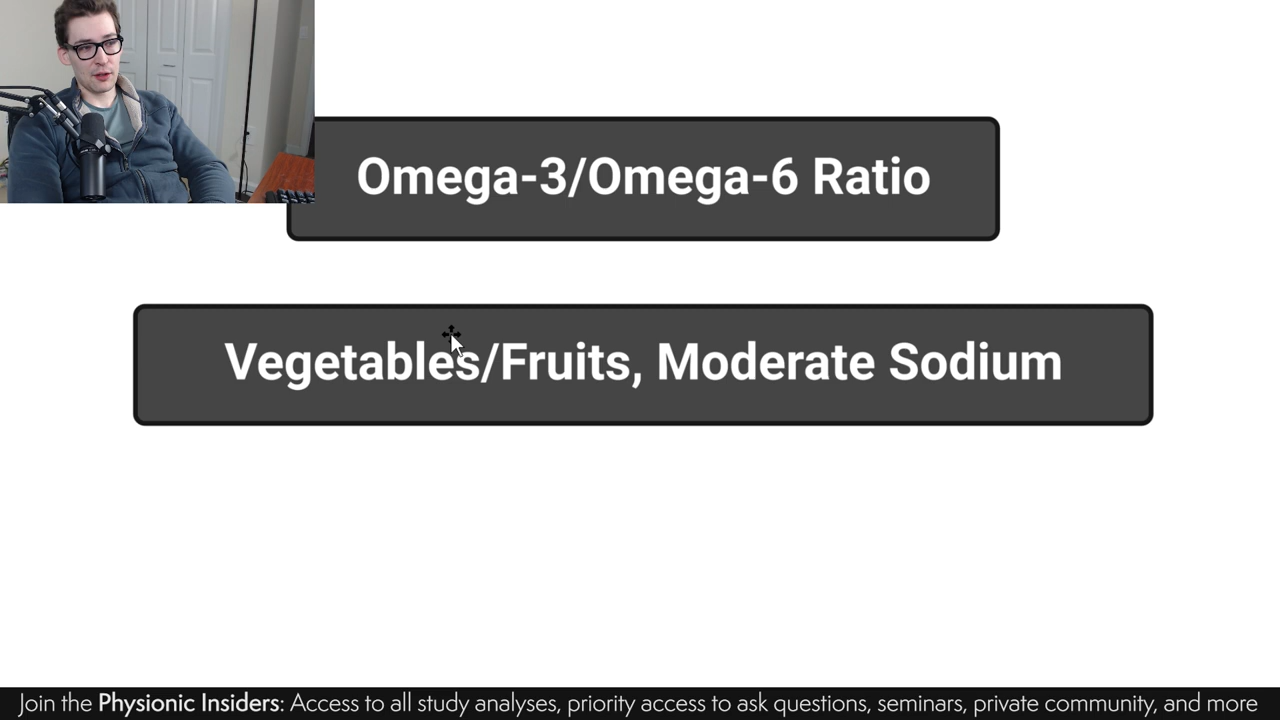 Omega-3/Omega-6 Ratio
Vegetables/Fruits, Moderate Sodium
Join the Physionic Insiders: Access to all study analyses, priority access to ask questions, seminars, private community, and more